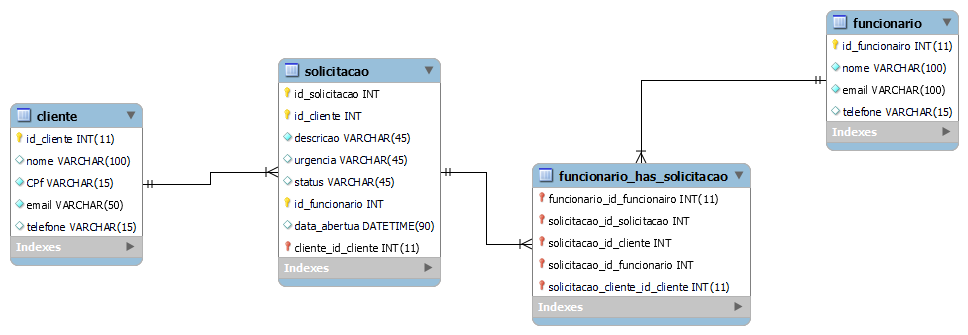 cliente
id_cliente INT(11)
nome VARCHAR(100)
CPf VARCHAR(15)
email VARCHAR(50)
telefone VARCHAR(15)
Indexes
solicitacao
id_solicitacao INT
id_cliente INT
descricao VARCHAR(45)
urgencia VARCHAR(45)
status VARCHAR(45)
id_funcionario INT
data_abertua DATETIME(90)
cliente_id_cliente INT(11)
Indexes
funcionario_has_solicitacao
funcionario_id_funcionairo INT(11)
solicitacao_id_solicitacao INT
solicitacao_id_cliente INT
solicitacao_id_funcionario INT
solicitacao_cliente_id_cliente INT(11)
Indexes
funcionario
id_funcionairo INT(11)
nome VARCHAR(100)
email VARCHAR(100)
telefone VARCHAR(15)
Indexes